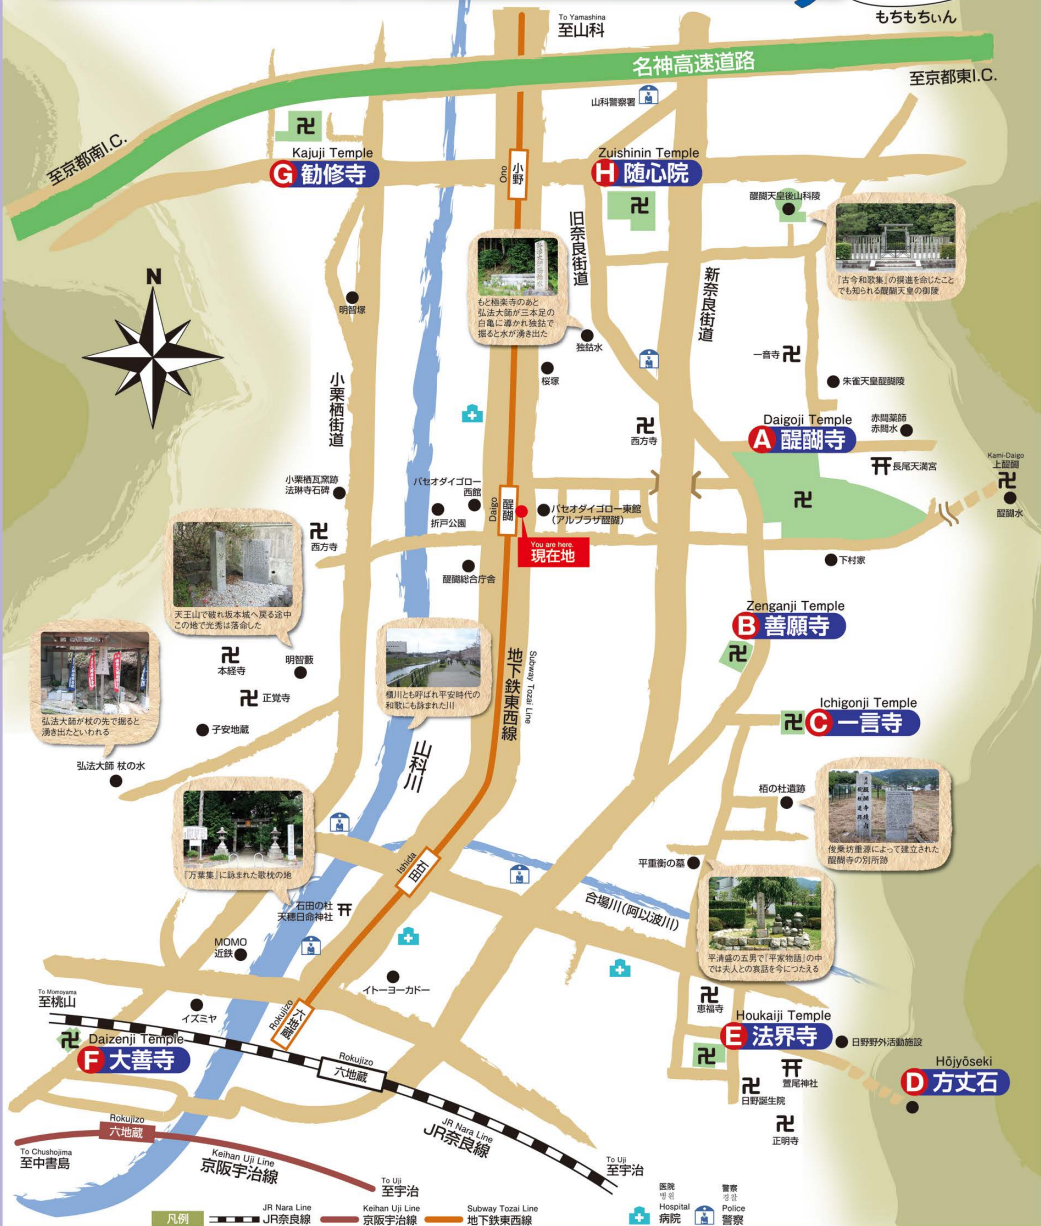 もちもちぃん
To Yamashina
至山科
名神高速道路
至京都東I.C.
山科警察署
至京都南I.C.
Kajuji Temple
G 勧修寺
Ono
小野
Zuishinin Temple
H 随心院
醍醐天皇後山科陵
『古今和歌集』の撰進を命じたこと
でも知られる醍醐天皇の御陵
旧奈良街道
新奈良街道
N
明智塚
もと極楽寺のあと
弘法大師が三本足の
白亀に導かれ独鈷で
掘ると水が湧き出た
独鈷水
桜塚
一音寺
朱雀天皇醍醐陵
小栗栖街道
西方寺
Daigoji Temple
A 醍醐寺
赤間薬師
赤間水
長尾天満宮
Kami-Daigo
上醍醐
醍醐水
小栗栖瓦窯跡
法琳寺石碑
パセオダイゴロー
西館
折戸公園
Daigo
醍醐
パセオダイゴロー東館
(アルプラザ醍醐)
You are here.
現在地
西方寺
醍醐総合庁舎
下村家
天王山で破れ坂本城へ戻る途中
この地で光秀は落命した
Zenganji Temple
B 善願寺
本経寺
明智藪
正覚寺
弘法大師が杖の先で掘ると
湧き出たといわれる
子安地蔵
弘法大師 杖の水
櫃川とも呼ばれ平安時代の
和歌にも詠まれた川
山科川
地下鉄東西線
Subway Tozai Line
Ichigonji Temple
C 一言寺
栢の杜遺跡
俊乗坊重源によって建立された
醍醐寺の別所跡
『万葉集』に詠まれた歌枕の地
Ishida
石田
平重衡の墓
合場川(阿以波川)
平清盛の五男で『平家物語』の中
では夫人との哀話を今につたえる
石田の杜
天穂日命神社
MOMO
近鉄
イトーヨーカドー
To Momoyama
至桃山
イズミヤ
Rokujizo
六地蔵
恵福寺
Houkaiji Temple
E 法界寺
日野野外活動施設
Daizenji Temple
F 大善寺
Rokujizo
六地蔵
萱尾神社
日野誕生院
正明寺
Hōjyōseki
D 方丈石
Rokujizo
六地蔵
To Chushojima
至中書島
Keihan Uji Line
京阪宇治線
To Uji
至宇治
JR Nara Line
JR奈良線
To Uji
至宇治
凡例
JR Nara Line
JR奈良線
Keihan Uji Line
京阪宇治線
Subway Tozai Line
地下鉄東西線
医院
병원
Hospital
病院
警察
경찰
Police
警察